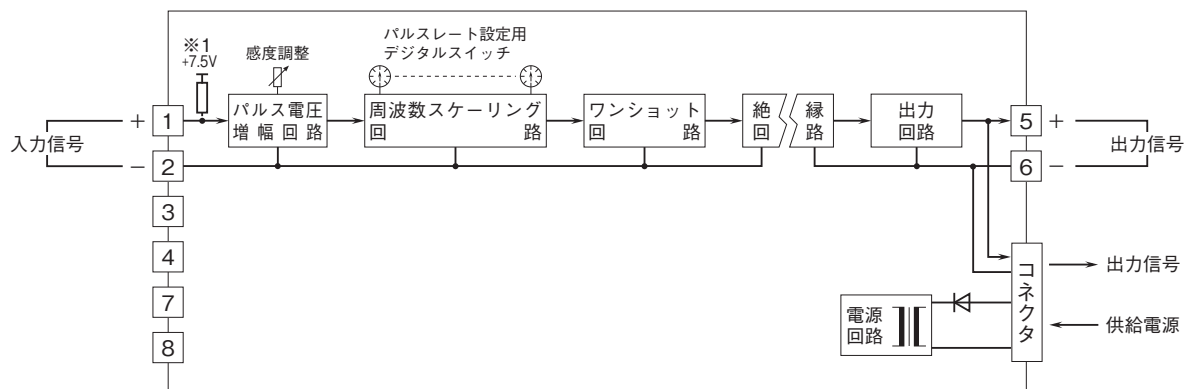 パルスレート設定用
デジタルスイッチ
※1
+7.5V
感度調整
パルス電圧
増幅回路
周波数スケーリング
回路
ワンショット
回路
絶縁
回路
出力
回路
入力信号
+
−
1
2
3
4
7
8
5
+
6
−
出力信号
コネクタ
出力信号
供給電源
電源
回路